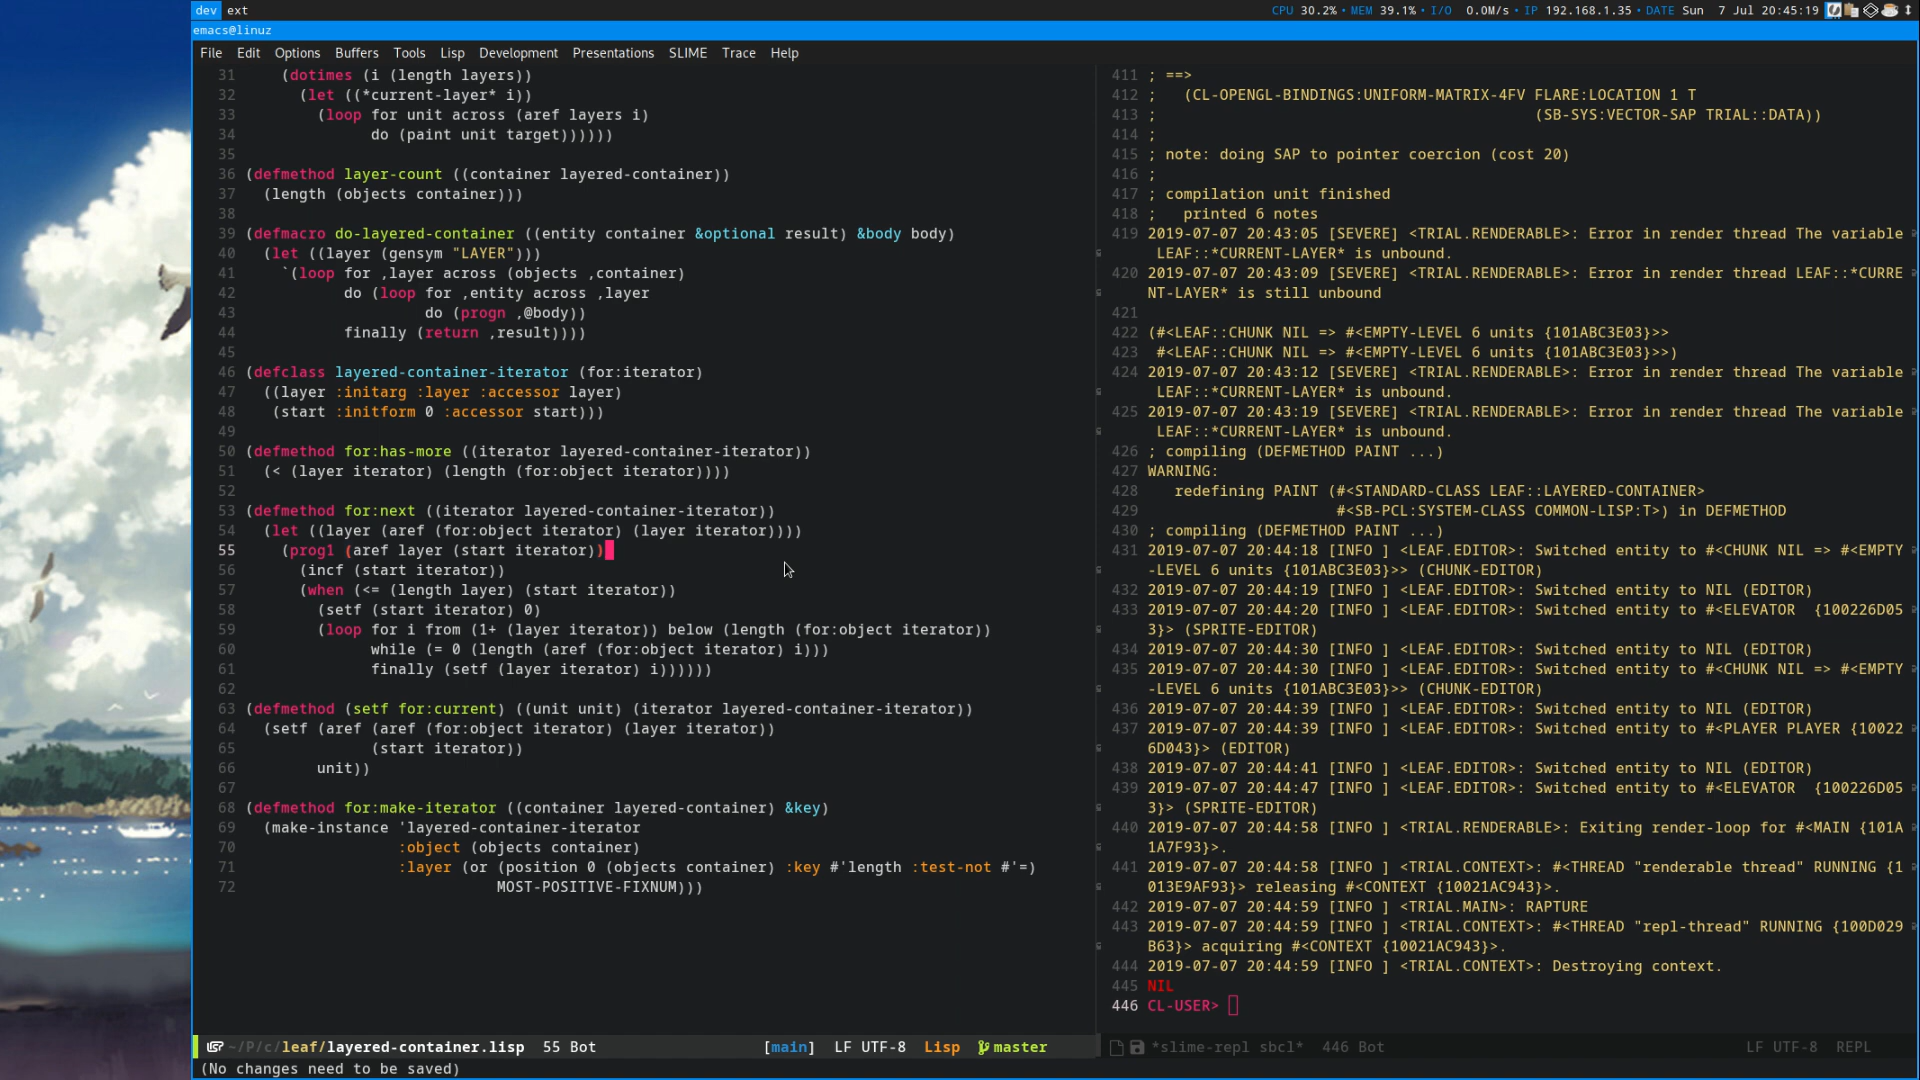 dev ext CPU 30.2% • MEM 39.1% • I/O 0.0M/s • IP 192.168.1.35 • DATE Sun 7 Jul 20:45:19
emacs@linuz
File Edit Options Buffers Tools Lisp Development Presentations SLIME Trace Help
31 (dotimes (i (length layers))
32 (let ((*current-layer* i))
33 (loop for unit across (aref layers i)
34 do (paint unit target))))))
35
36 (defmethod layer-count ((container layered-container))
37 (length (objects container)))
38
39 (defmacro do-layered-container ((entity container &optional result) &body body)
40 (let ((layer (gensym "LAYER")))
41 `(loop for ,layer across (objects ,container)
42 do (loop for ,entity across ,layer
43 do (progn ,@body))
44 finally (return ,result))))
45
46 (defclass layered-container-iterator (for:iterator)
47 ((layer :initarg :layer :accessor layer)
48 (start :initform 0 :accessor start)))
49
50 (defmethod for:has-more ((iterator layered-container-iterator))
51 (< (layer iterator) (length (for:object iterator))))
52
53 (defmethod for:next ((iterator layered-container-iterator))
54 (let ((layer (aref (for:object iterator) (layer iterator))))
55 (prog1 (aref layer (start iterator))
56 (incf (start iterator))
57 (when (<= (length layer) (start iterator))
58 (setf (start iterator) 0)
59 (loop for i from (1+ (layer iterator)) below (length (for:object iterator))
60 while (= 0 (length (aref (for:object iterator) i)))
61 finally (setf (layer iterator) i))))))
62
63 (defmethod (setf for:current) ((unit unit) (iterator layered-container-iterator))
64 (setf (aref (aref (for:object iterator) (layer iterator))
65 (start iterator))
66 unit))
67
68 (defmethod for:make-iterator ((container layered-container) &key)
69 (make-instance 'layered-container-iterator
70 :object (objects container)
71 :layer (or (position 0 (objects container) :key #'length :test-not #'=)
72 MOST-POSITIVE-FIXNUM)))
~/P/c/leaf/layered-container.lisp 55 Bot [main] LF UTF-8 Lisp master
(No changes need to be saved)
411 ; ==>
412 ; (CL-OPENGL-BINDINGS:UNIFORM-MATRIX-4FV FLARE:LOCATION 1 T
413 ; (SB-SYS:VECTOR-SAP TRIAL::DATA))
414 ;
415 ; note: doing SAP to pointer coercion (cost 20)
416 ;
417 ; compilation unit finished
418 ; printed 6 notes
419 2019-07-07 20:43:05 [SEVERE] <TRIAL.RENDERABLE>: Error in render thread The variable
LEAF::*CURRENT-LAYER* is unbound.
420 2019-07-07 20:43:09 [SEVERE] <TRIAL.RENDERABLE>: Error in render thread LEAF::*CURRE
NT-LAYER* is still unbound
421
422 (#<LEAF::CHUNK NIL => #<EMPTY-LEVEL 6 units {101ABC3E03}>>
423 #<LEAF::CHUNK NIL => #<EMPTY-LEVEL 6 units {101ABC3E03}>>)
424 2019-07-07 20:43:12 [SEVERE] <TRIAL.RENDERABLE>: Error in render thread The variable
LEAF::*CURRENT-LAYER* is unbound.
425 2019-07-07 20:43:19 [SEVERE] <TRIAL.RENDERABLE>: Error in render thread The variable
LEAF::*CURRENT-LAYER* is unbound.
426 ; compiling (DEFMETHOD PAINT ...)
427 WARNING:
428 redefining PAINT (#<STANDARD-CLASS LEAF::LAYERED-CONTAINER>
429 #<SB-PCL:SYSTEM-CLASS COMMON-LISP:T>) in DEFMETHOD
430 ; compiling (DEFMETHOD PAINT ...)
431 2019-07-07 20:44:18 [INFO ] <LEAF.EDITOR>: Switched entity to #<CHUNK NIL => #<EMPTY
-LEVEL 6 units {101ABC3E03}>> (CHUNK-EDITOR)
432 2019-07-07 20:44:19 [INFO ] <LEAF.EDITOR>: Switched entity to NIL (EDITOR)
433 2019-07-07 20:44:20 [INFO ] <LEAF.EDITOR>: Switched entity to #<ELEVATOR {100226D05
3}> (SPRITE-EDITOR)
434 2019-07-07 20:44:30 [INFO ] <LEAF.EDITOR>: Switched entity to NIL (EDITOR)
435 2019-07-07 20:44:30 [INFO ] <LEAF.EDITOR>: Switched entity to #<CHUNK NIL => #<EMPTY
-LEVEL 6 units {101ABC3E03}>> (CHUNK-EDITOR)
436 2019-07-07 20:44:39 [INFO ] <LEAF.EDITOR>: Switched entity to NIL (EDITOR)
437 2019-07-07 20:44:39 [INFO ] <LEAF.EDITOR>: Switched entity to #<PLAYER PLAYER {10022
6D043}> (EDITOR)
438 2019-07-07 20:44:41 [INFO ] <LEAF.EDITOR>: Switched entity to NIL (EDITOR)
439 2019-07-07 20:44:47 [INFO ] <LEAF.EDITOR>: Switched entity to #<ELEVATOR {100226D05
3}> (SPRITE-EDITOR)
440 2019-07-07 20:44:58 [INFO ] <TRIAL.RENDERABLE>: Exiting render-loop for #<MAIN {101A
1A7F93}>.
441 2019-07-07 20:44:58 [INFO ] <TRIAL.CONTEXT>: #<THREAD "renderable thread" RUNNING {1
013E9AF93}> releasing #<CONTEXT {10021AC943}>.
442 2019-07-07 20:44:59 [INFO ] <TRIAL.MAIN>: RAPTURE
443 2019-07-07 20:44:59 [INFO ] <TRIAL.CONTEXT>: #<THREAD "repl-thread" RUNNING {100D029
B63}> acquiring #<CONTEXT {10021AC943}>.
444 2019-07-07 20:44:59 [INFO ] <TRIAL.CONTEXT>: Destroying context.
445 NIL
446 CL-USER>
*slime-repl sbcl* 446 Bot LF UTF-8 REPL